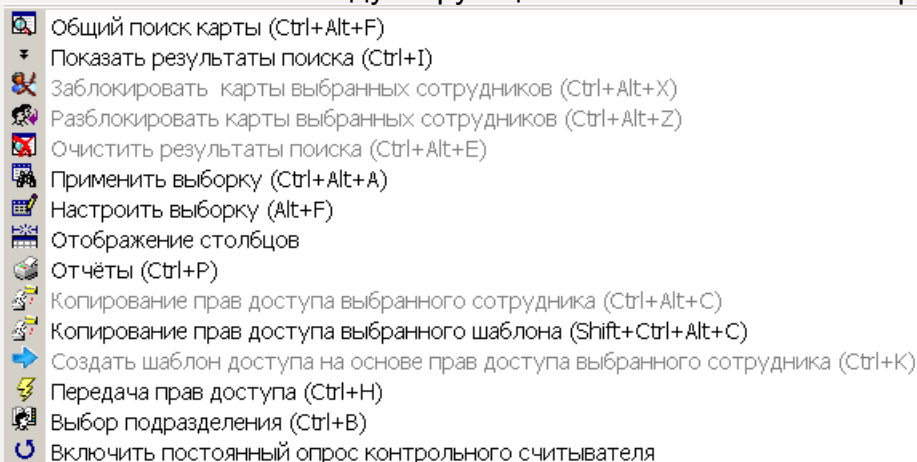 Общий поиск карты (Ctrl+Alt+F)
Показать результаты поиска (Ctrl+I)
Заблокировать карты выбранных сотрудников (Ctrl+Alt+X)
Разблокировать карты выбранных сотрудников (Ctrl+Alt+Z)
Очистить результаты поиска (Ctrl+Alt+E)
Применить выборку (Ctrl+Alt+A)
Настроить выборку (Alt+F)
Отображение столбцов
Отчёты (Ctrl+P)
Копирование прав доступа выбранного сотрудника (Ctrl+Alt+C)
Копирование прав доступа выбранного шаблона (Shift+Ctrl+Alt+C)
Создать шаблон доступа на основе прав доступа выбранного сотрудника (Ctrl+K)
Передача прав доступа (Ctrl+H)
Выбор подразделения (Ctrl+B)
Включить постоянный опрос контрольного считывателя